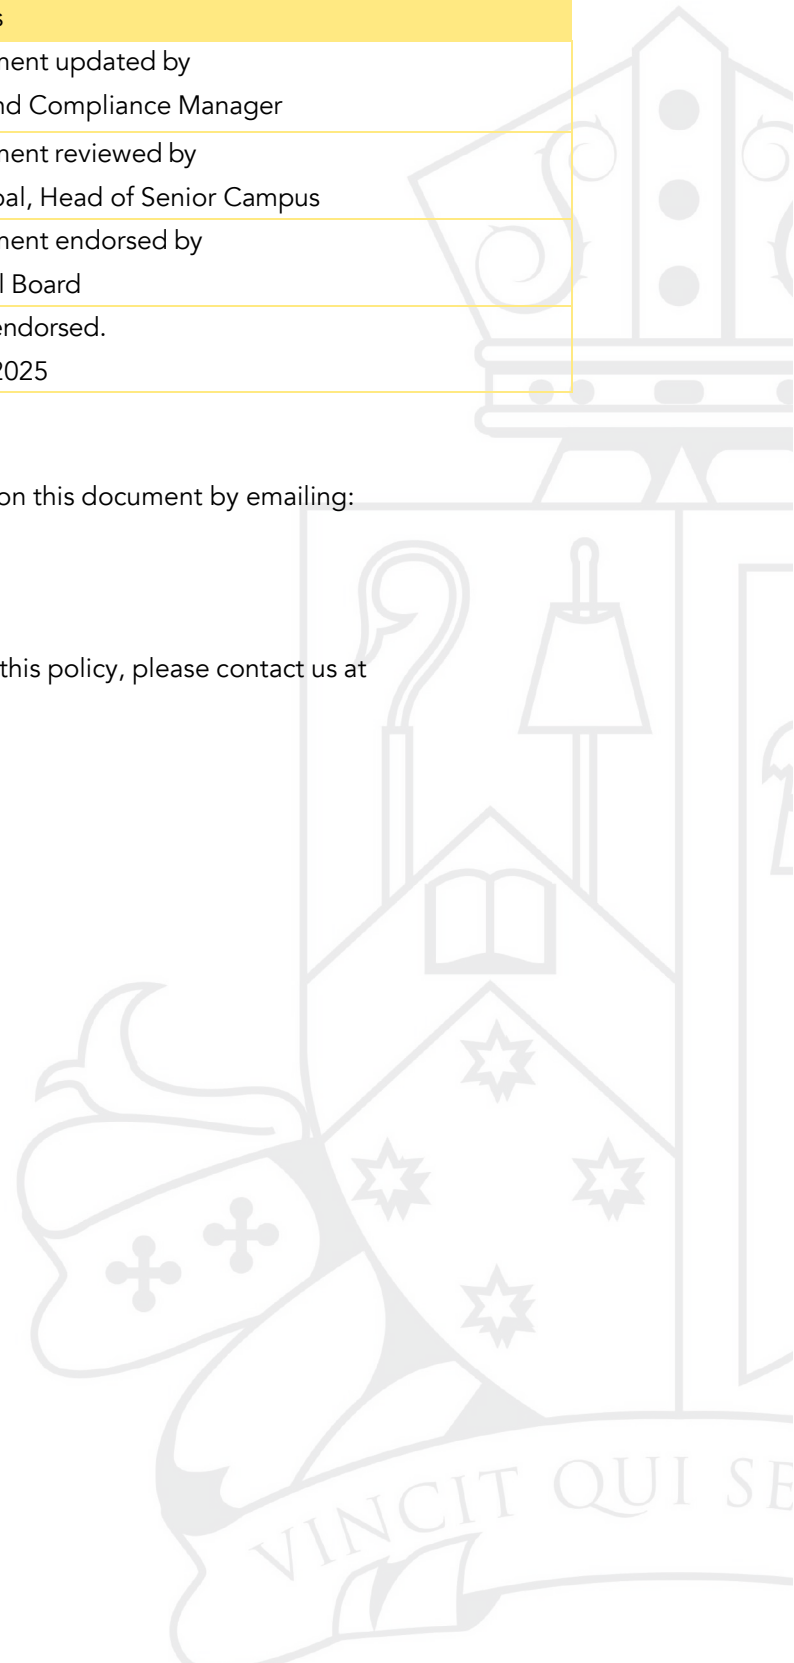 s
ment updated by
nd Compliance Manager
ment reviewed by
pal, Head of Senior Campus
ment endorsed by
l Board
endorsed.
2025
on this document by emailing:
this policy, please contact us at
VINCIT QUI SE